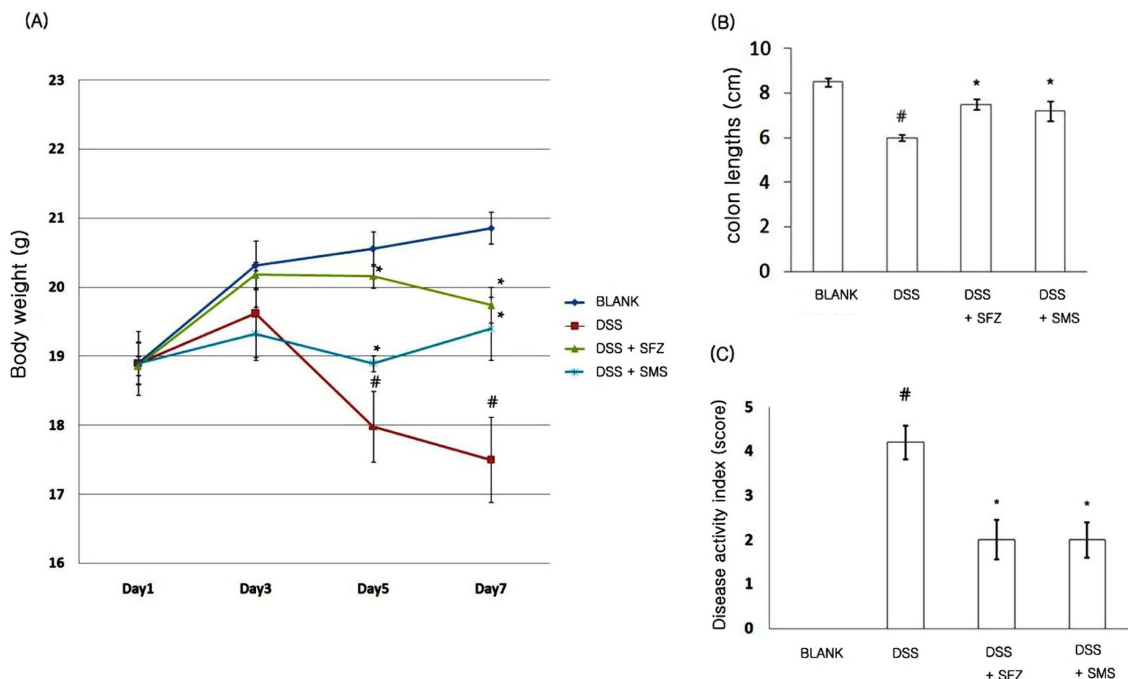 (A)
Body weight (g)
23
22
21
20
19
18
17
16
*
*
*
*
#
#
Day1
Day3
Day5
Day7
BLANK
DSS
DSS + SFZ
DSS + SMS
(B)
colon lengths (cm)
10
8
6
4
2
0
#
*
*
BLANK
DSS
DSS
+ SFZ
DSS
+ SMS
(C)
Disease activity index (score)
5
4
3
2
1
0
#
*
*
BLANK
DSS
DSS
+ SFZ
DSS
+ SMS